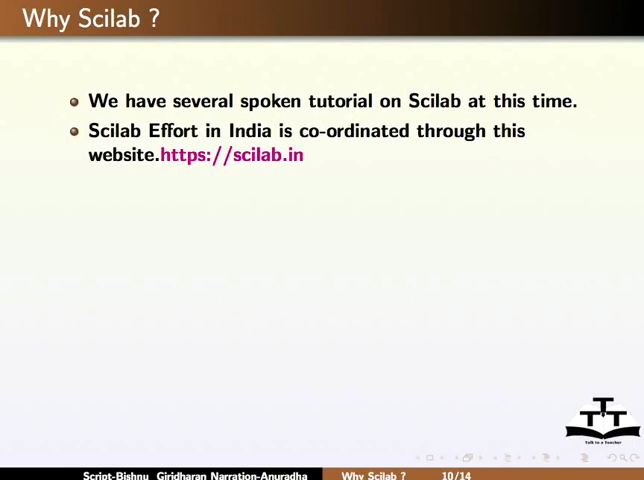 Why Scilab ?
We have several spoken tutorial on Scilab at this time.
Scilab Effort in India is co-ordinated through this
website.https://scilab.in
T
T T
Talk to a Teacher
Script-Bishnu Giridharan Narration-Anuradha Why Scilab ? 10/14